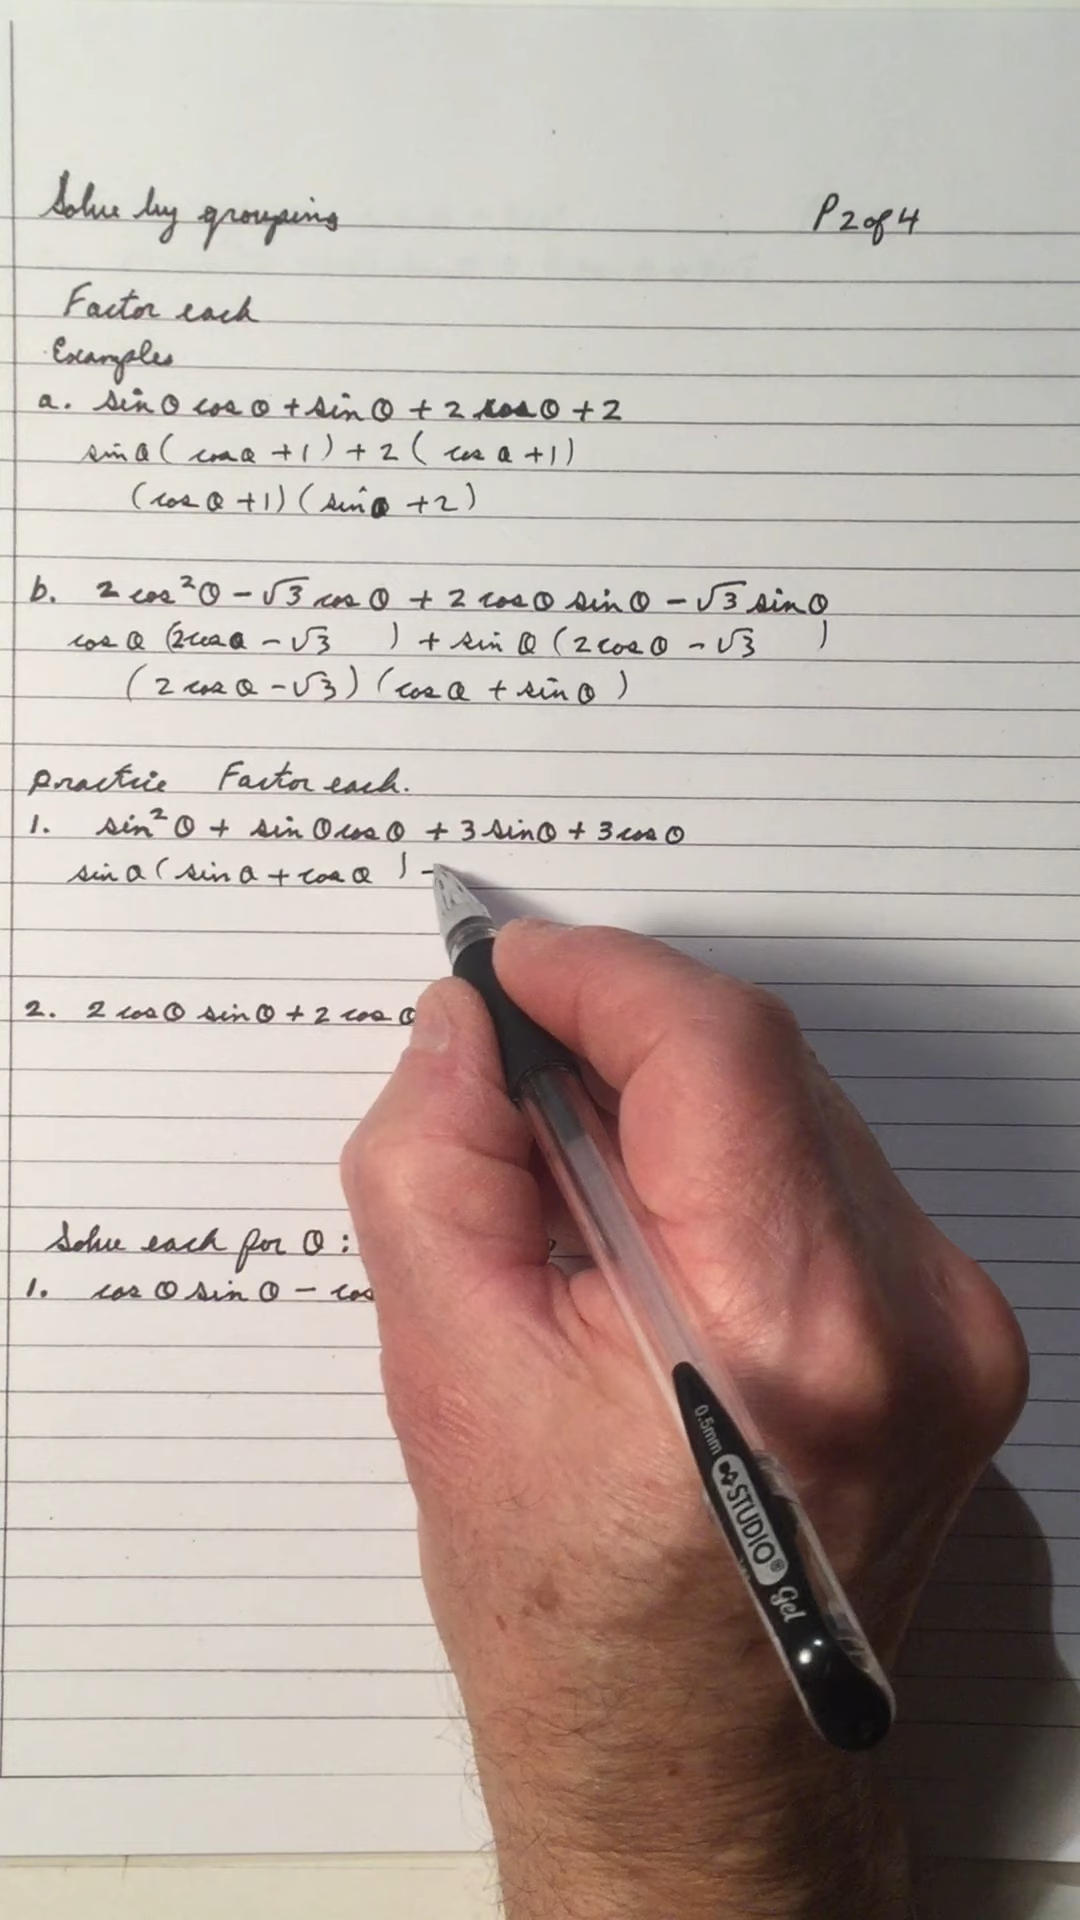 Solve by grouping P2 of 4
Factor each
Examples
a. sin θ cos θ + sin θ + 2 cos θ + 2
sin θ ( cos θ + 1 ) + 2 ( cos θ + 1 )
( cos θ + 1 ) ( sin θ + 2 )
b. 2 cos² θ - √3 cos θ + 2 cos θ sin θ - √3 sin θ
cos θ ( 2 cos θ - √3 ) + sin θ ( 2 cos θ - √3 )
( 2 cos θ - √3 ) ( cos θ + sin θ )
Practice Factor each.
1. sin² θ + sin θ cos θ + 3 sin θ + 3 cos θ
sin θ ( sin θ + cos θ ) -
2. 2 cos θ sin θ + 2 cos θ
Solve each for θ :
1. cos θ sin θ - cos
0.5mm STUDIO® Gel